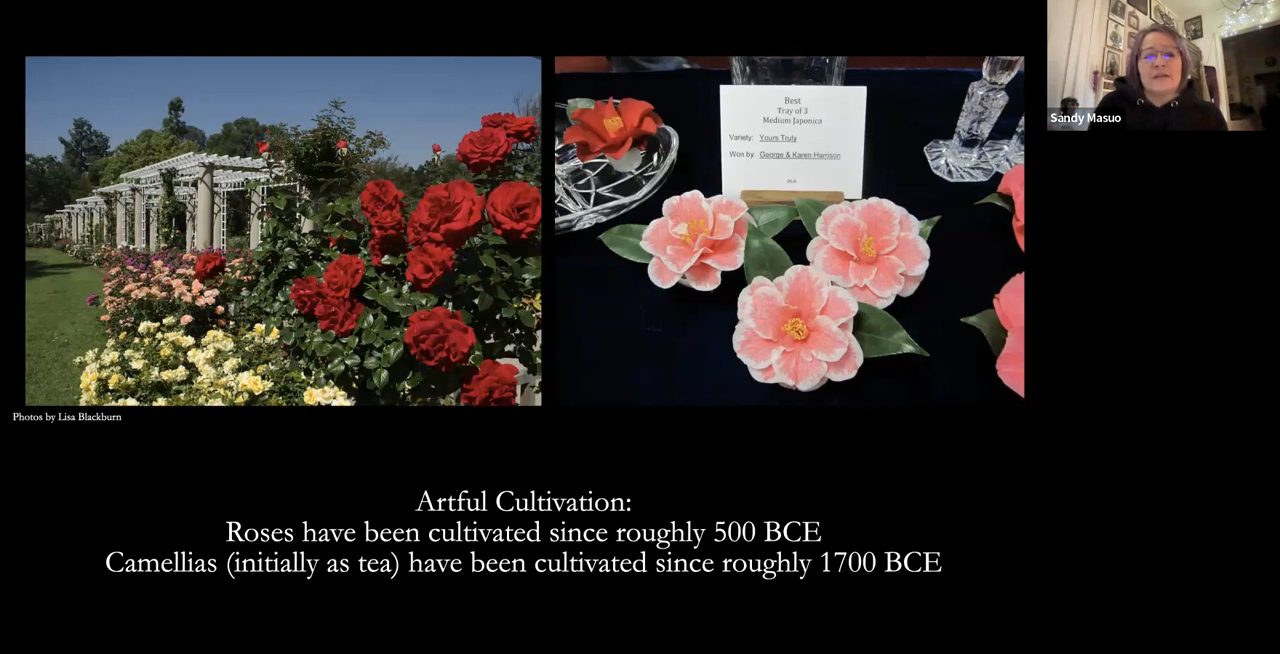 Best
Tray of 3
Medium Japonica
Variety: Yours Truly
Won by: George & Karen Harrison
Sandy Masuo
Photos by Lisa Blackburn
Artful Cultivation:
Roses have been cultivated since roughly 500 BCE
Camellias (initially as tea) have been cultivated since roughly 1700 BCE